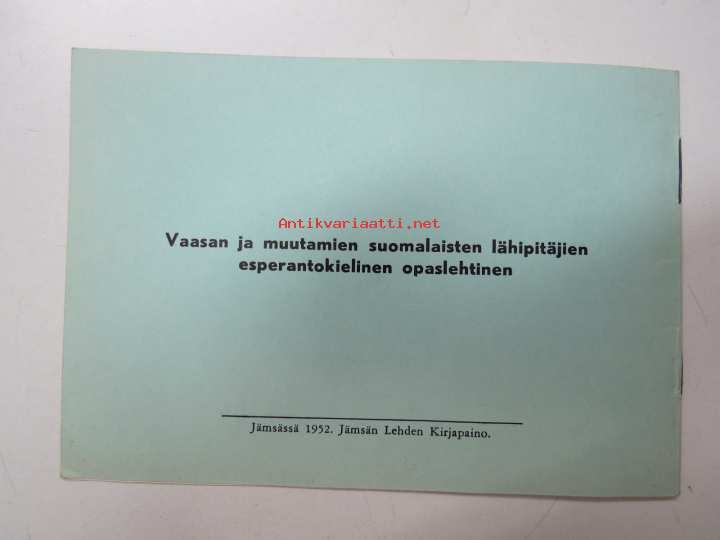 Antikvariaatti.net
Vaasan ja muutamien suomalaisten lähipitäjien
esperantokielinen opaslehtinen
Jämsässä 1952. Jämsän Lehden Kirjapaino.